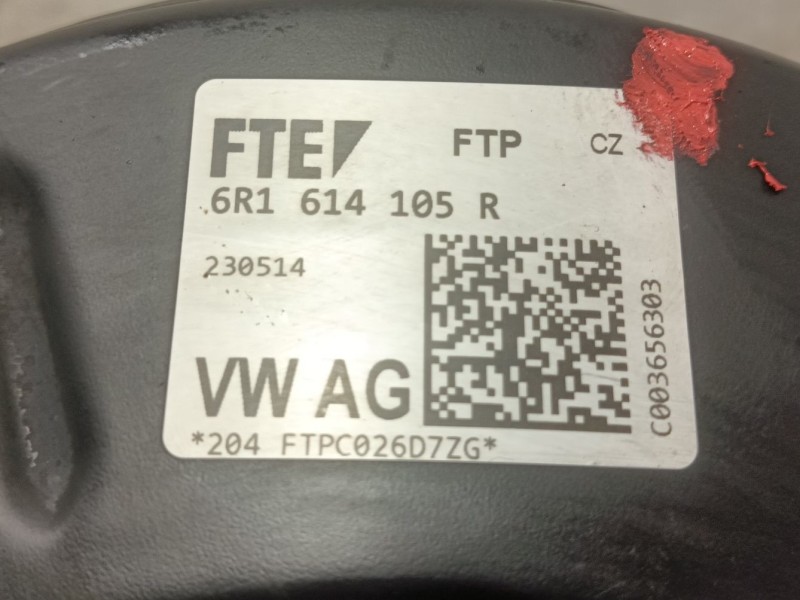 FTE FTP CZ
6R1 614 105 R
230514
VW AG
*204 FTPC026D7ZG*
C003656303